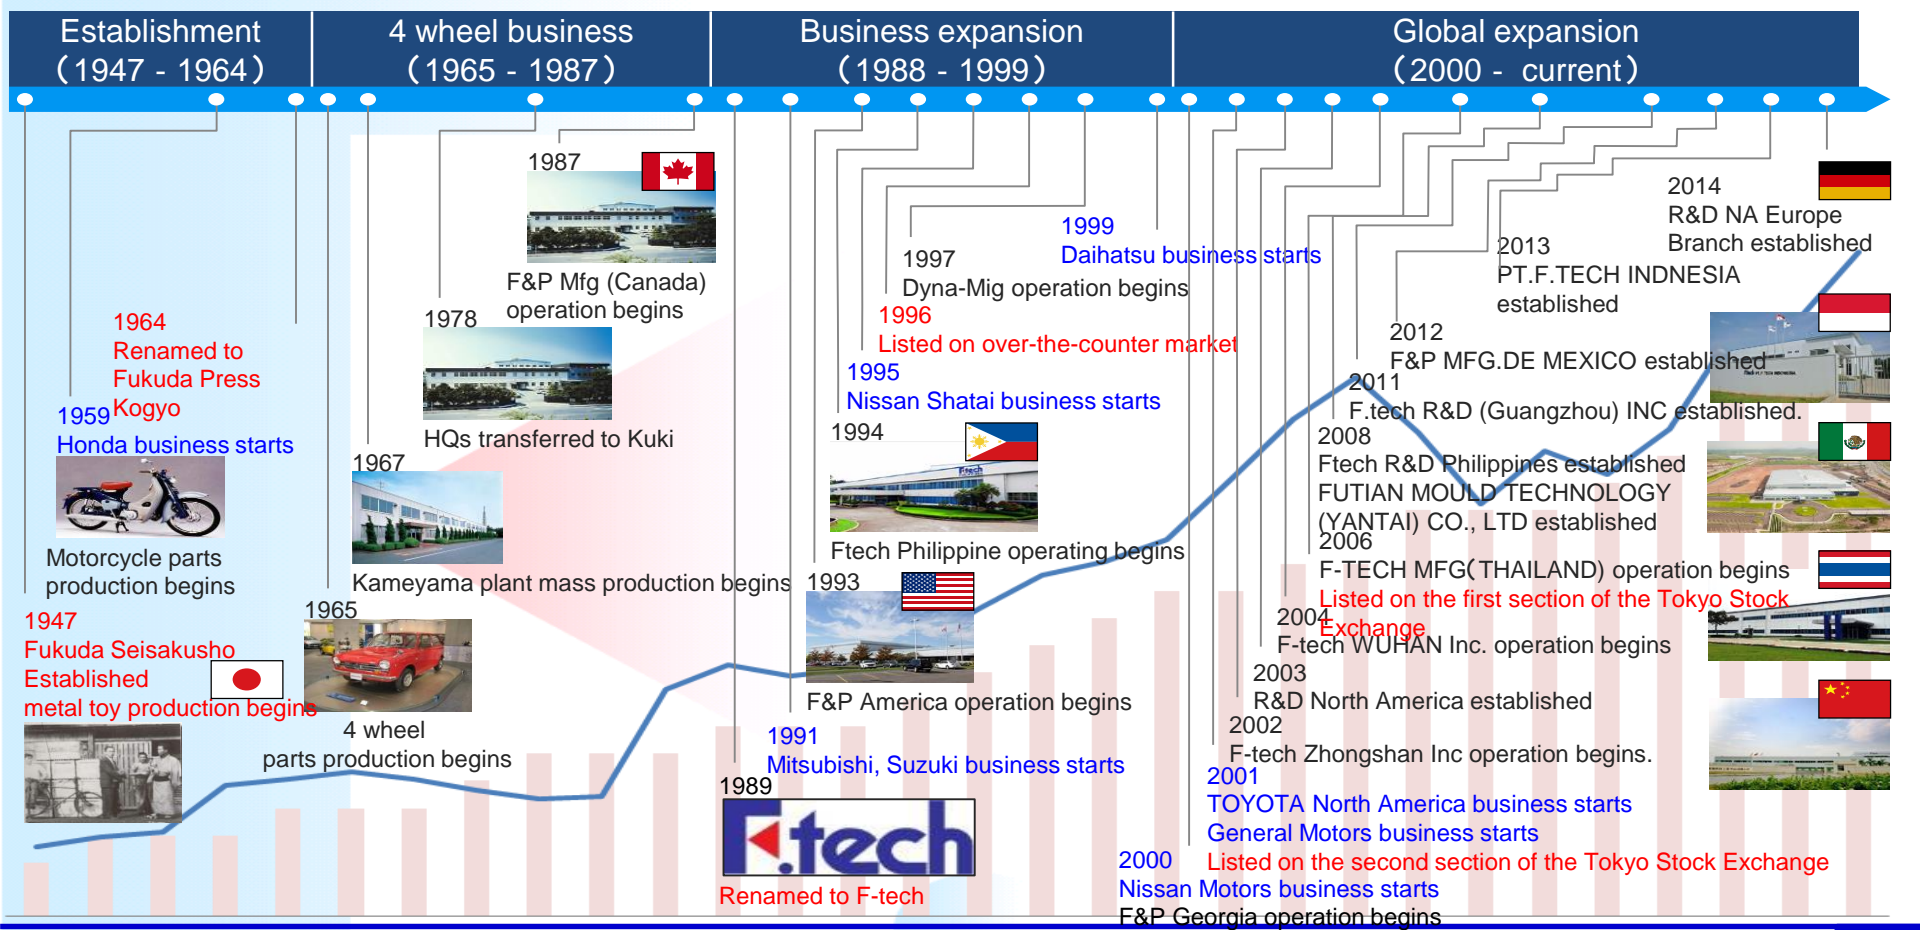 Establishment
(1947 - 1964)
4 wheel business
(1965 - 1987)
Business expansion
(1988 - 1999)
Global expansion
(2000 - current)
1947
Fukuda Seisakusho
Established
metal toy production begins
1959
Honda business starts
Motorcycle parts
production begins
1964
Renamed to
Fukuda Press
Kogyo
1965
4 wheel
parts production begins
1967
Kameyama plant mass production begins
1978
HQs transferred to Kuki
1987
F&P Mfg (Canada)
operation begins
1989
F.tech
Renamed to F-tech
1991
Mitsubishi, Suzuki business starts
1993
F&P America operation begins
1994
F.tech
Ftech Philippine operating begins
1995
Nissan Shatai business starts
1996
Listed on over-the-counter market
1997
Dyna-Mig operation begins
1999
Daihatsu business starts
2000
Nissan Motors business starts
F&P Georgia operation begins
2001
TOYOTA North America business starts
General Motors business starts
Listed on the second section of the Tokyo Stock Exchange
2002
F-tech Zhongshan Inc operation begins.
2003
R&D North America established
2004
F-tech WUHAN Inc. operation begins
2006
F-TECH MFG(THAILAND) operation begins
Listed on the first section of the Tokyo Stock
Exchange
2008
Ftech R&D Philippines established
FUTIAN MOULD TECHNOLOGY
(YANTAI) CO., LTD established
2011
F.tech R&D (Guangzhou) INC established.
2012
F&P MFG.DE MEXICO established
2013
PT.F.TECH INDNESIA
established
2014
R&D NA Europe
Branch established